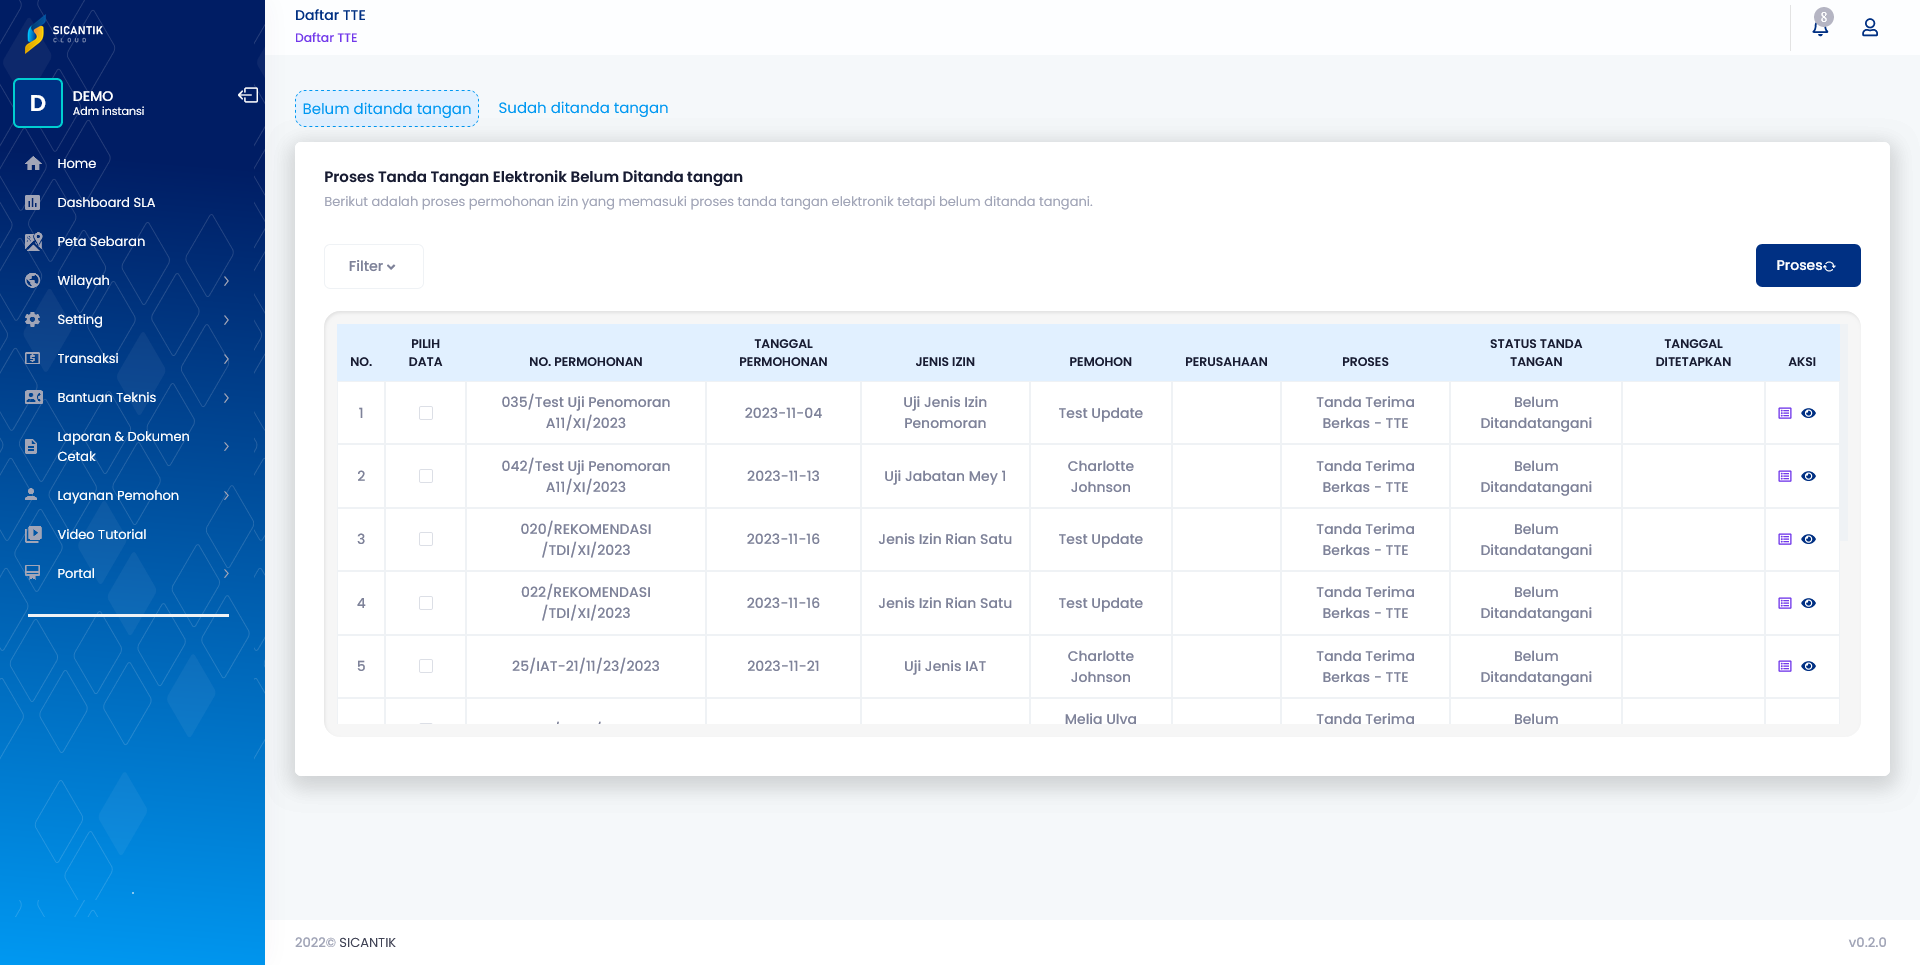 SICANTIK
CLOUD
D
DEMO
Adm instansi
Home
Dashboard SLA
Peta Sebaran
Wilayah
Setting
Transaksi
Bantuan Teknis
Laporan & Dokumen
Cetak
Layanan Pemohon
Video Tutorial
Portal
Daftar TTE
Daftar TTE
8
Belum ditanda tangan
Sudah ditanda tangan
Proses Tanda Tangan Elektronik Belum Ditanda tangan
Berikut adalah proses permohonan izin yang memasuki proses tanda tangan elektronik tetapi belum ditanda tangani.
Filter
Proses
NO.
PILIH
DATA
NO. PERMOHONAN
TANGGAL
PERMOHONAN
JENIS IZIN
PEMOHON
PERUSAHAAN
PROSES
STATUS TANDA
TANGAN
TANGGAL
DITETAPKAN
AKSI
1
035/Test Uji Penomoran
A11/XI/2023
2023-11-04
Uji Jenis Izin
Penomoran
Test Update
Tanda Terima
Berkas - TTE
Belum
Ditandatangani
2
042/Test Uji Penomoran
A11/XI/2023
2023-11-13
Uji Jabatan Mey 1
Charlotte
Johnson
Tanda Terima
Berkas - TTE
Belum
Ditandatangani
3
020/REKOMENDASI
/TDI/XI/2023
2023-11-16
Jenis Izin Rian Satu
Test Update
Tanda Terima
Berkas - TTE
Belum
Ditandatangani
4
022/REKOMENDASI
/TDI/XI/2023
2023-11-16
Jenis Izin Rian Satu
Test Update
Tanda Terima
Berkas - TTE
Belum
Ditandatangani
5
25/IAT-21/11/23/2023
2023-11-21
Uji Jenis IAT
Charlotte
Johnson
Tanda Terima
Berkas - TTE
Belum
Ditandatangani
Melia Ulya
Tanda Terima
Belum
2022© SICANTIK
v0.2.0